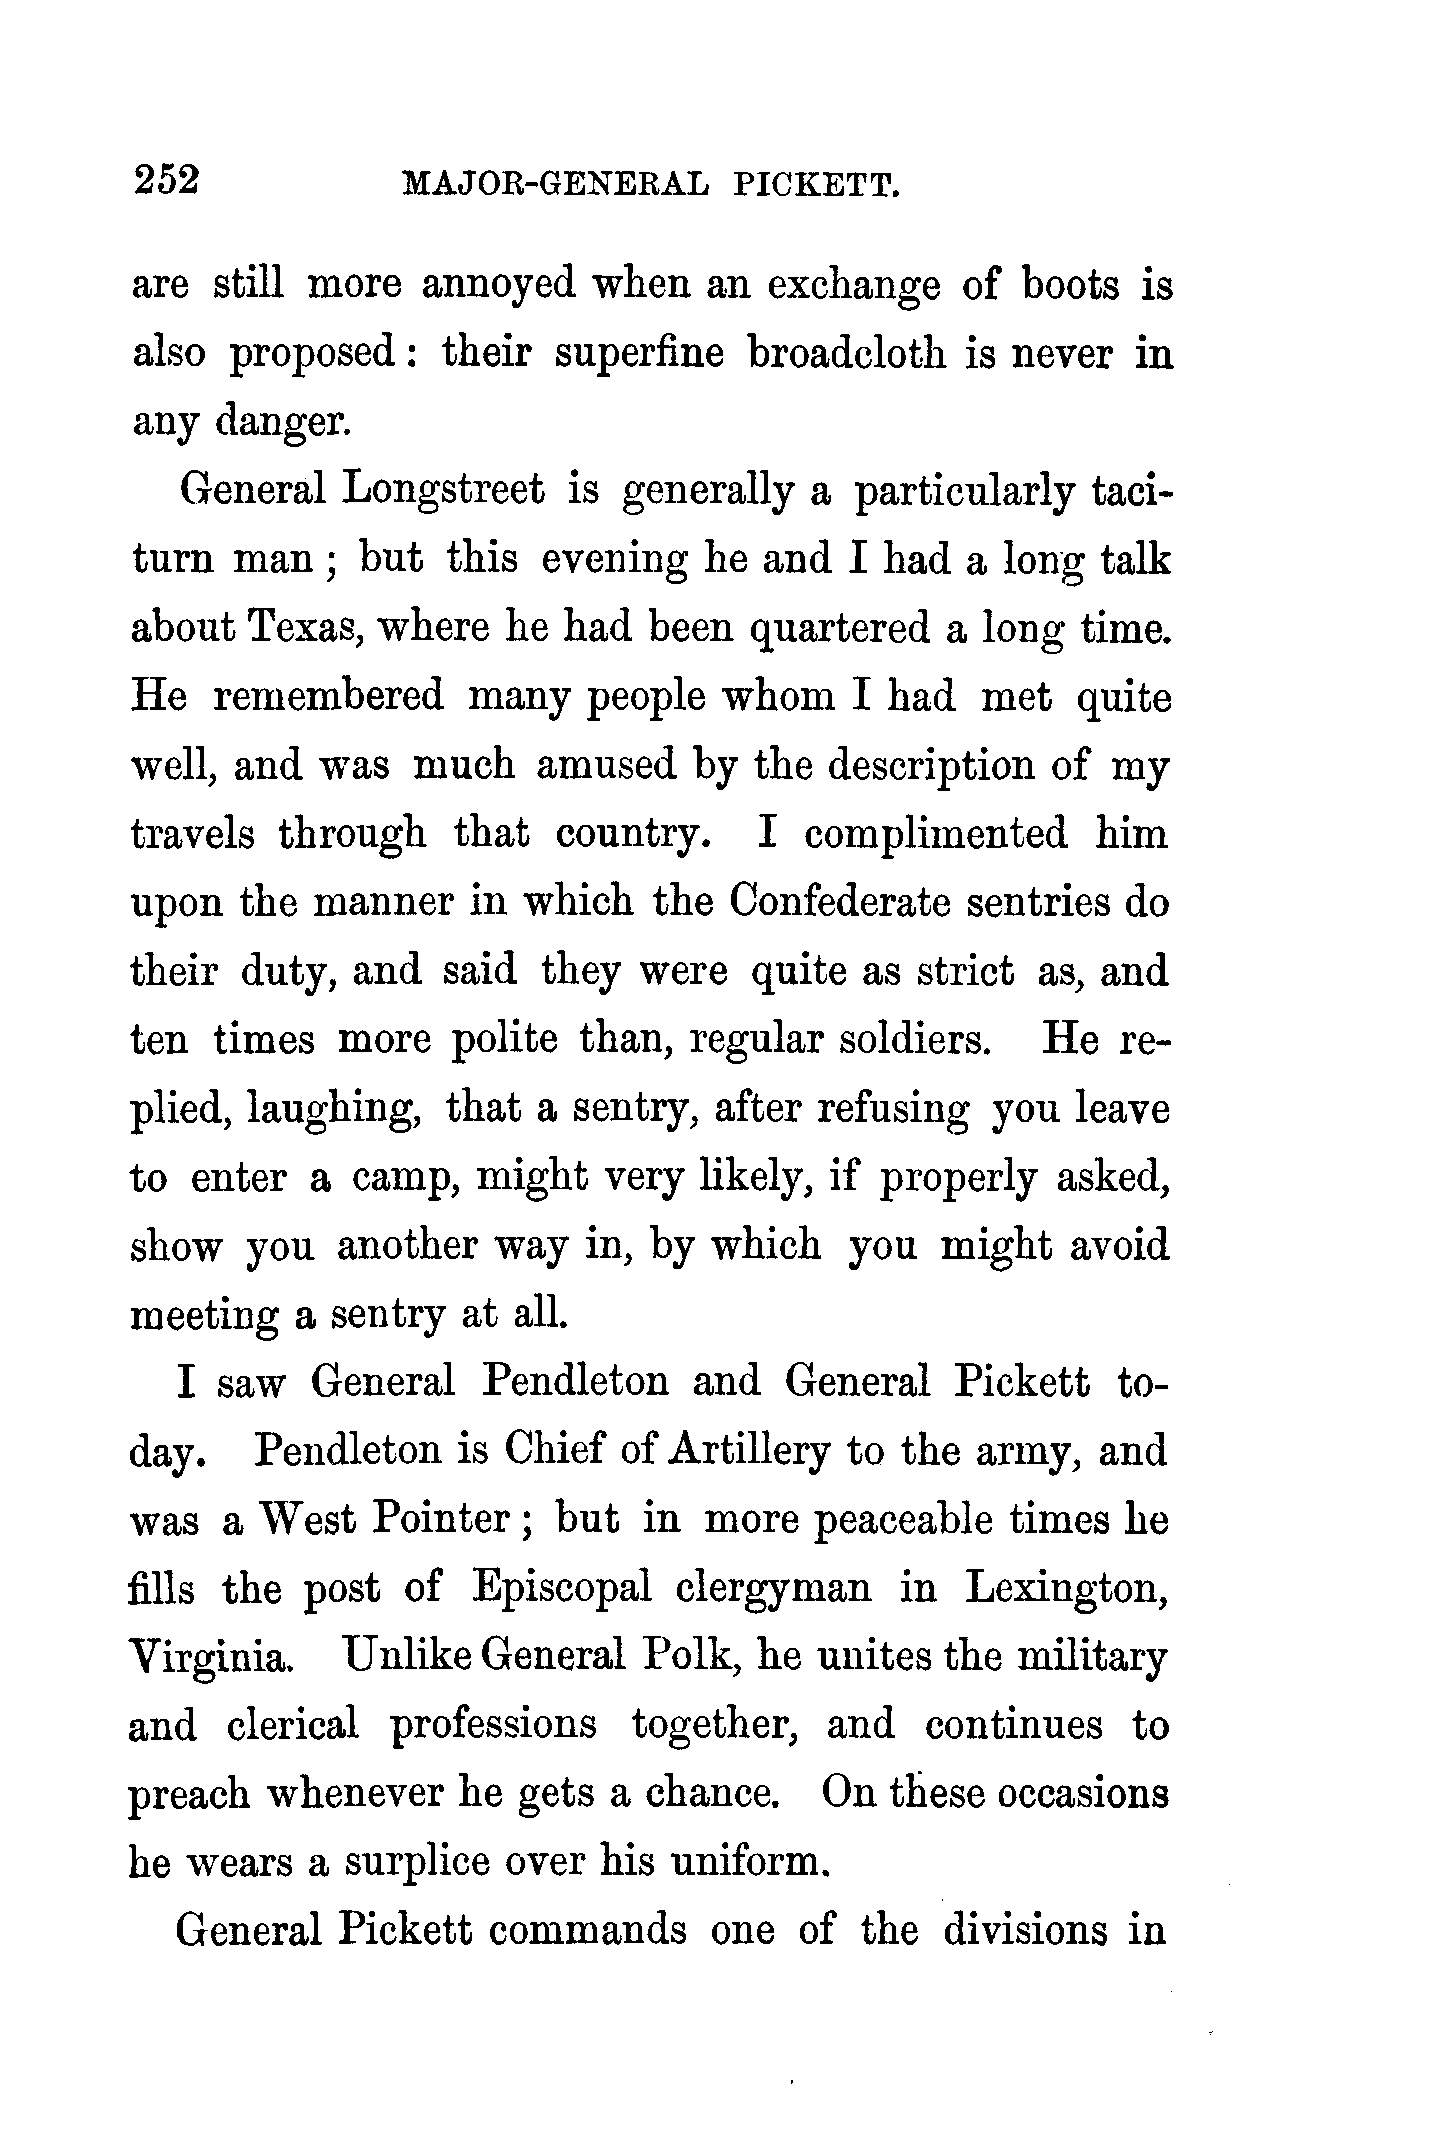 252 MAJOR-GENERAL PICKETT.
are still more annoyed when an exchange of boots is
also proposed : their superfine broadcloth is never in
any danger.
General Longstreet is generally a particularly taci-
turn man ; but this evening he and I had a long talk
about Texas, where he had been quartered a long time.
He remembered many people whom I had met quite
well, and was much amused by the description of my
travels through that country. I complimented him
upon the manner in which the Confederate sentries do
their duty, and said they were quite as strict as, and
ten times more polite than, regular soldiers. He re-
plied, laughing, that a sentry, after refusing you leave
to enter a camp, might very likely, if properly asked,
show you another way in, by which you might avoid
meeting a sentry at all.
I saw General Pendleton and General Pickett to-
day. Pendleton is Chief of Artillery to the army, and
was a West Pointer ; but in more peaceable times he
fills the post of Episcopal clergyman in Lexington,
Virginia. Unlike General Polk, he unites the military
and clerical professions together, and continues to
preach whenever he gets a chance. On these occasions
he wears a surplice over his uniform.
General Pickett commands one of the divisions in